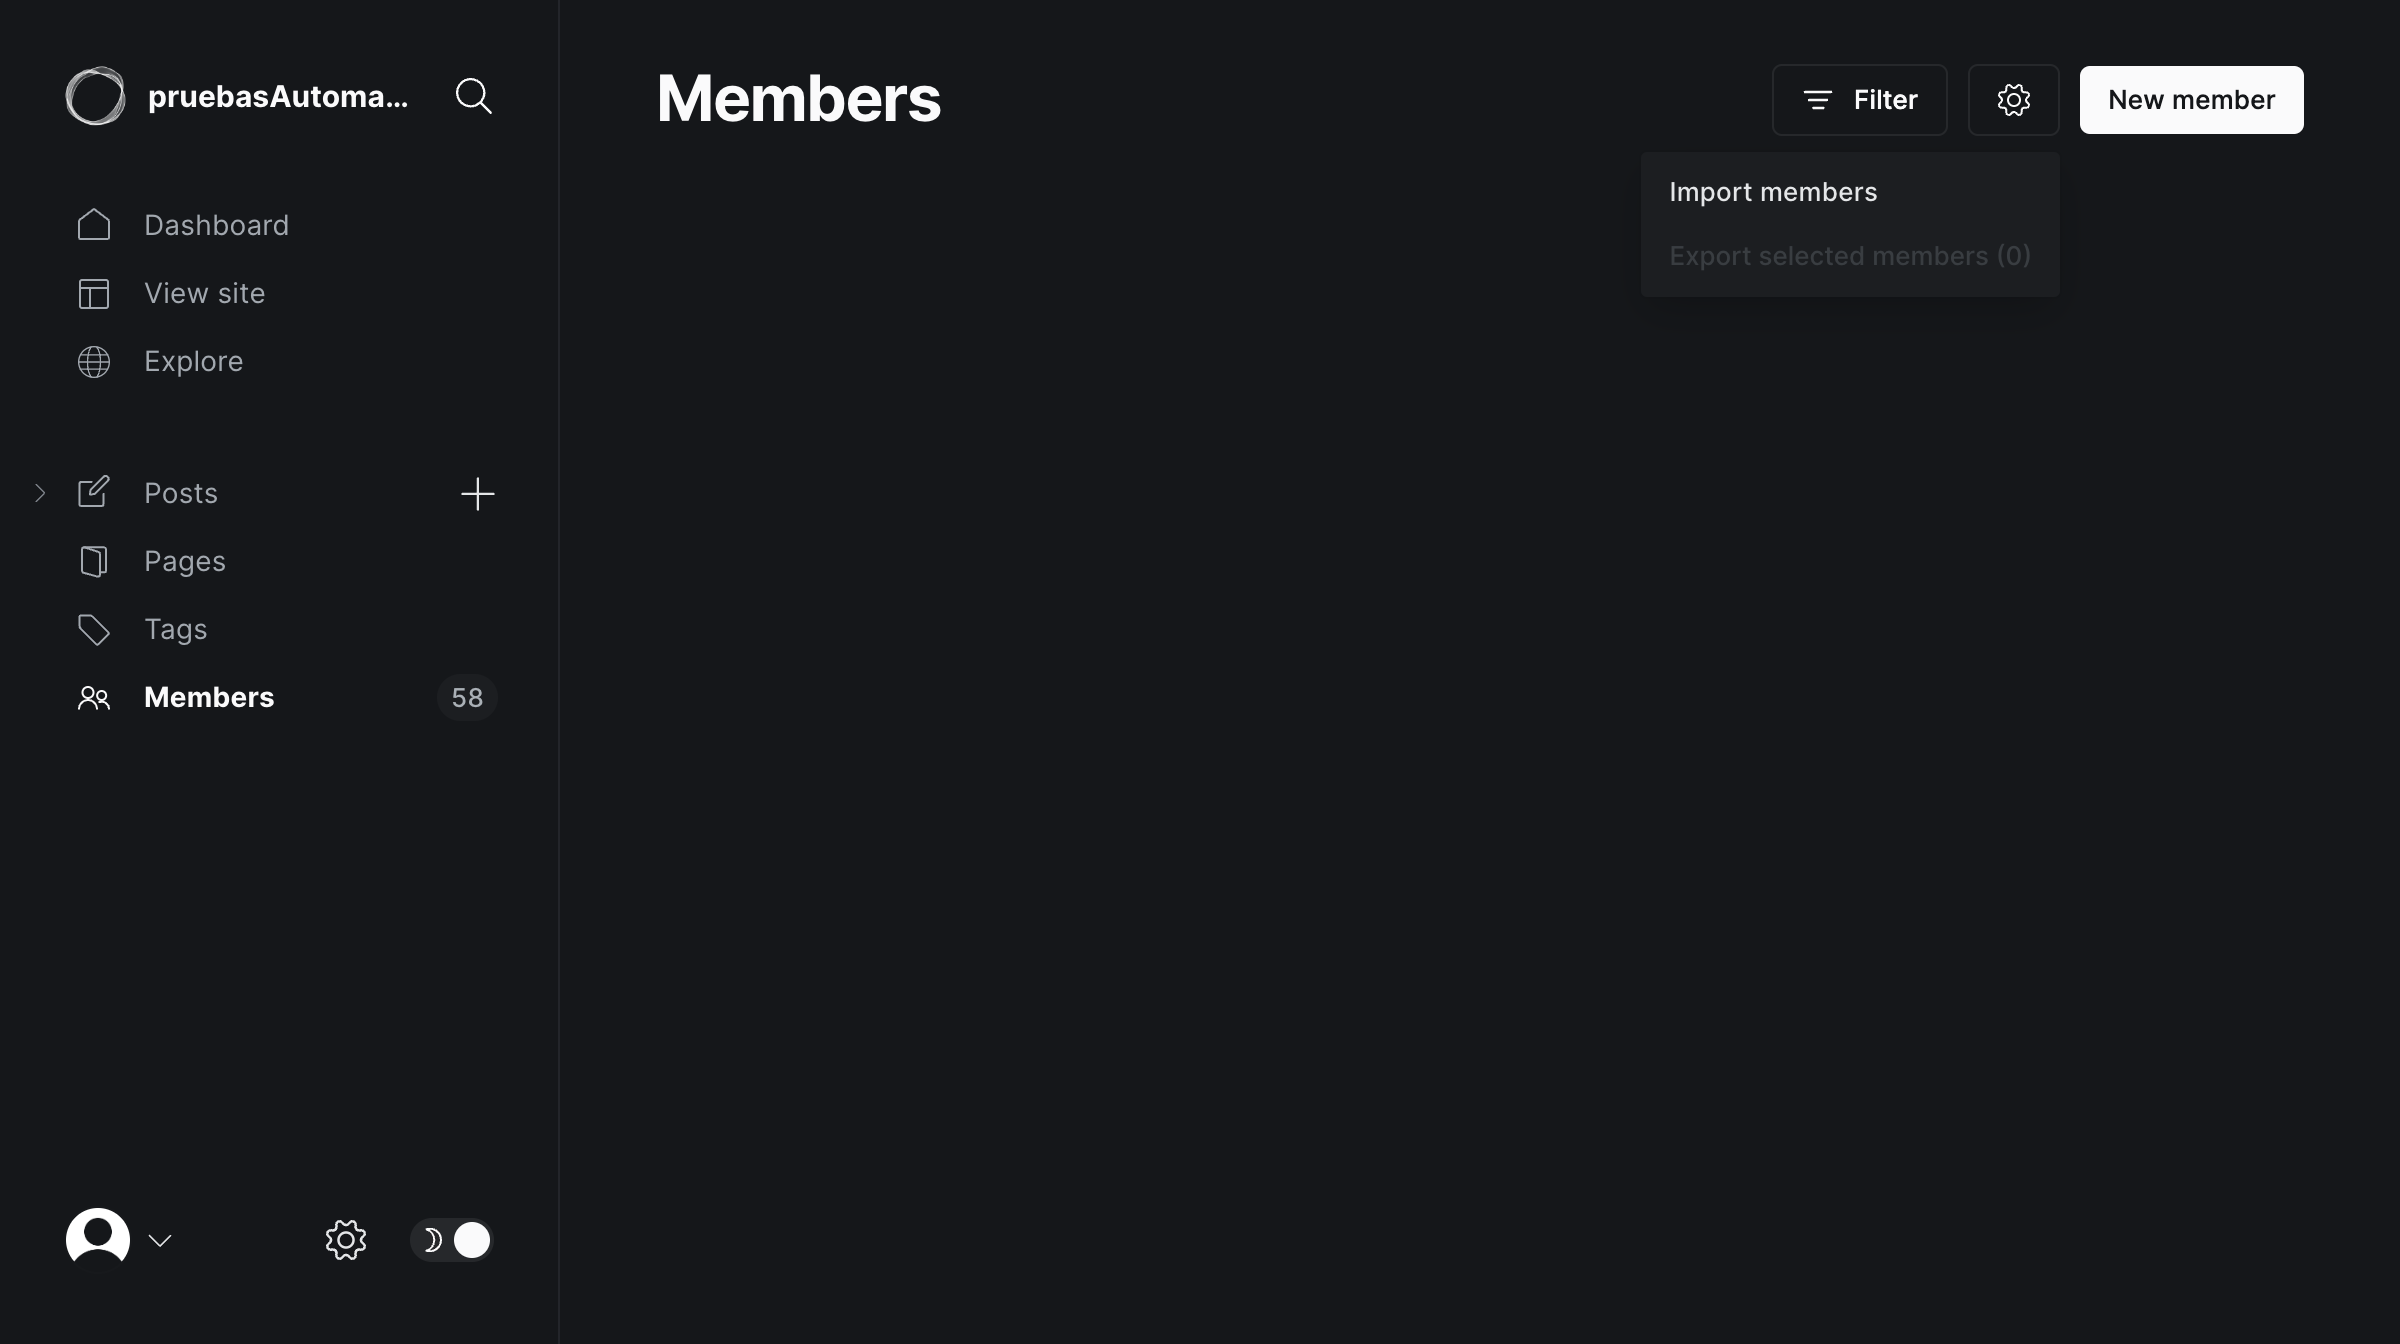 pruebasAutoma...
Dashboard
View site
Explore
Posts
Pages
Tags
Members
58
Members
Filter
New member
Import members
Export selected members (0)